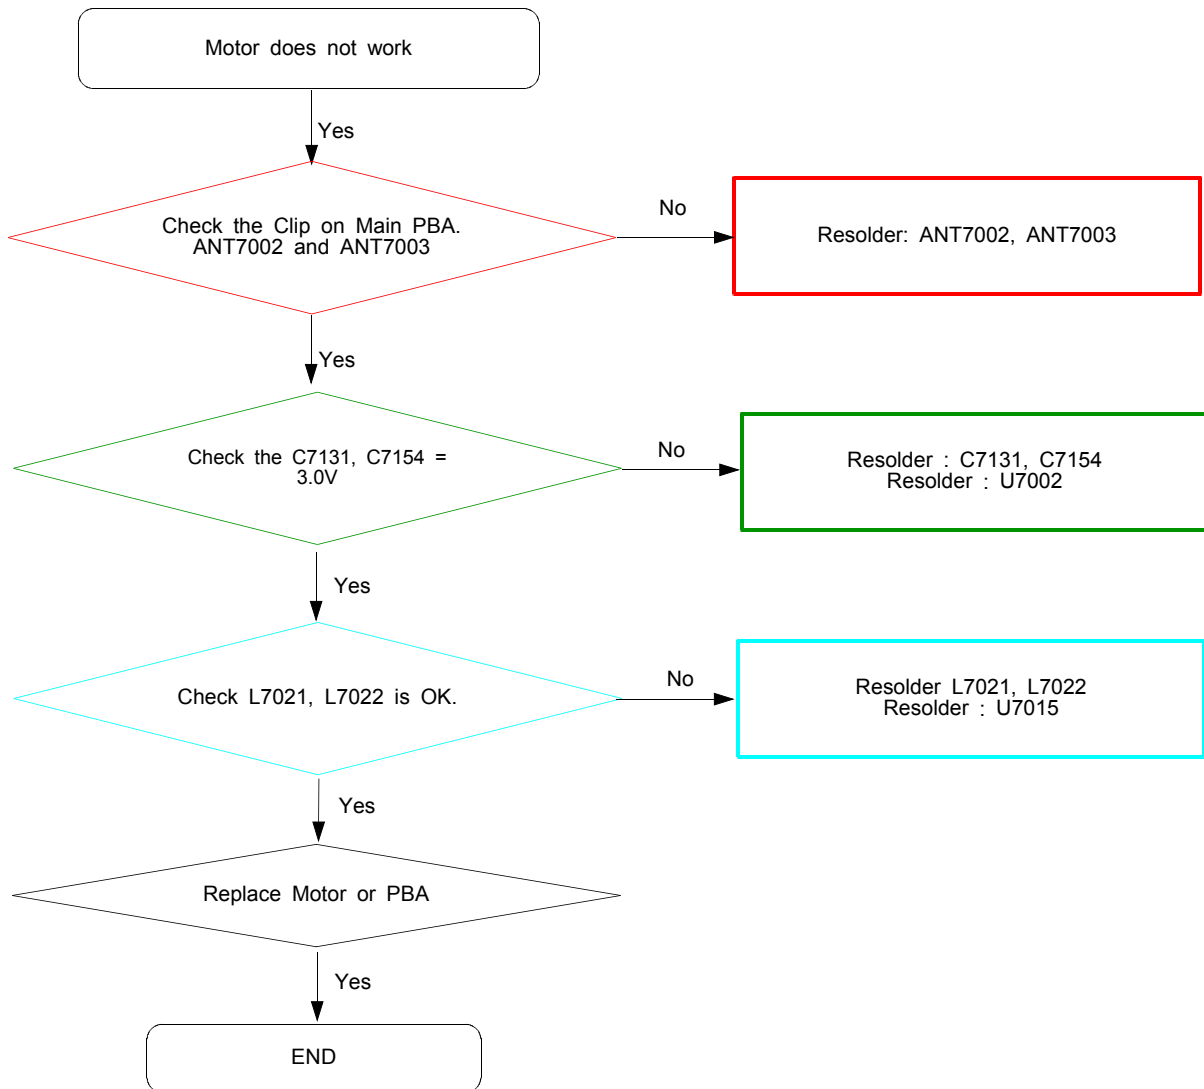 Motor does not work
Yes
Check the Clip on Main PBA.
ANT7002 and ANT7003
No
Resolder: ANT7002, ANT7003
Yes
Check the C7131, C7154 =
3.0V
No
Resolder : C7131, C7154
Resolder : U7002
Yes
Check L7021, L7022 is OK.
No
Resolder L7021, L7022
Resolder : U7015
Yes
Replace Motor or PBA
Yes
END